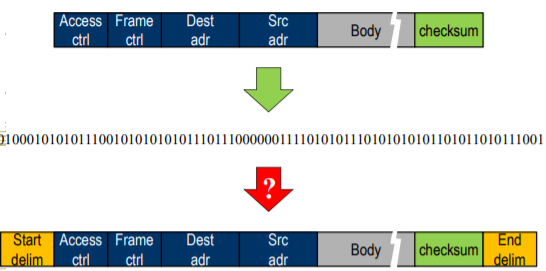 Access Frame Dest Src
ctrl ctrl adr adr Body checksum
0100010101011100101010101011101110000001111010101110101010101101011010111001
?
Start Access Frame Dest Src End
delim ctrl ctrl adr adr Body checksum delim